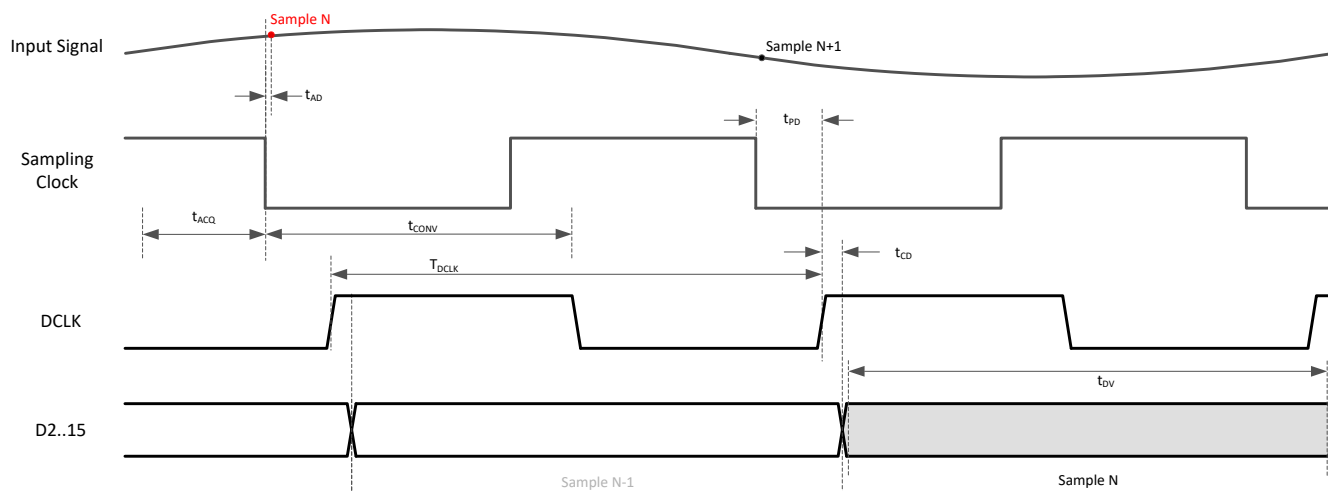 Sample N
Input Signal
Sample N+1
tAD
tPD
Sampling
Clock
tACQ
tCONV
tCD
TDCLK
DCLK
tDV
D2..15
Sample N-1
Sample N